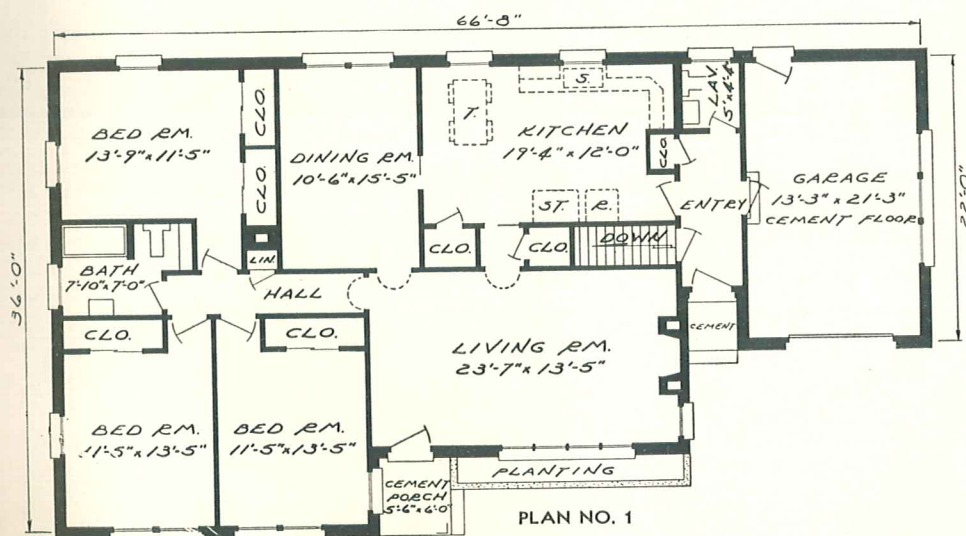 66'-8"
36'-0"
22'-0"
BED RM.
13'-9" x 11'-5"
CLO.
CLO.
DINING RM.
10'-6" x 15'-5"
T.
S.
KITCHEN
19'-4" x 12'-0"
ST.
R.
CLO
LAV.
5' x 4'-4"
ENTRY
GARAGE
13'-3" x 21'-3"
CEMENT FLOOR
CLO.
CLO.
DOWN
LIN.
BATH
7'-10" x 7'-0"
HALL
CLO.
CLO.
LIVING RM.
23'-7" x 13'-5"
CEMENT
BED RM.
11'-5" x 13'-5"
BED RM.
11'-5" x 13'-5"
CEMENT
PORCH
5'-6" x 6'-0"
PLANTING
PLAN NO. 1